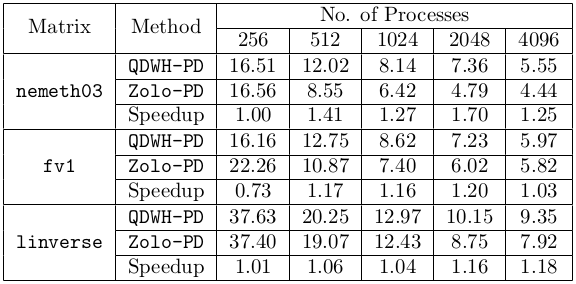 Matrix Method No. of Processes
256 512 1024 2048 4096
nemeth03 QDWH-PD 16.51 12.02 8.14 7.36 5.55
Zolo-PD 16.56 8.55 6.42 4.79 4.44
Speedup 1.00 1.41 1.27 1.70 1.25
fv1 QDWH-PD 16.16 12.75 8.62 7.23 5.97
Zolo-PD 22.26 10.87 7.40 6.02 5.82
Speedup 0.73 1.17 1.16 1.20 1.03
linverse QDWH-PD 37.63 20.25 12.97 10.15 9.35
Zolo-PD 37.40 19.07 12.43 8.75 7.92
Speedup 1.01 1.06 1.04 1.16 1.18